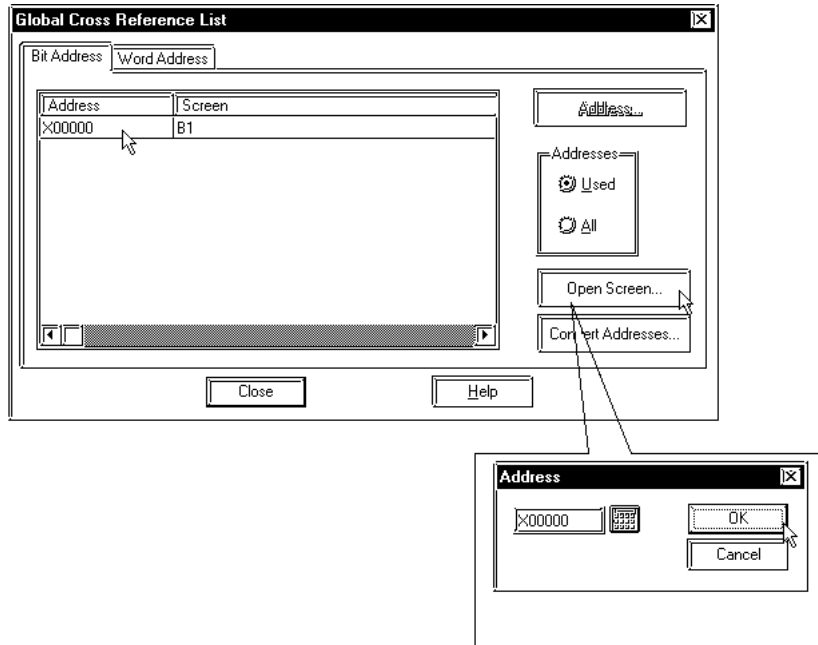 Global Cross Reference List
Bit Address Word Address
Address Screen Address...
X00000 B1
Addresses
Used
All
Open Screen...
Convert Addresses...
Close Help
Address
X00000 OK
Cancel